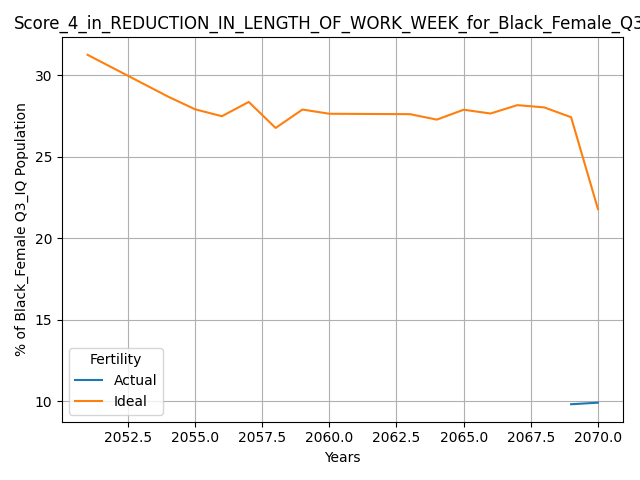 Score_4_in_REDUCTION_IN_LENGTH_OF_WORK_WEEK_for_Black_Female_Q3
% of Black_Female Q3_IQ Population
30
25
20
15
10
Fertility
Actual
Ideal
2052.5 2055.0 2057.5 2060.0 2062.5 2065.0 2067.5 2070.0
Years